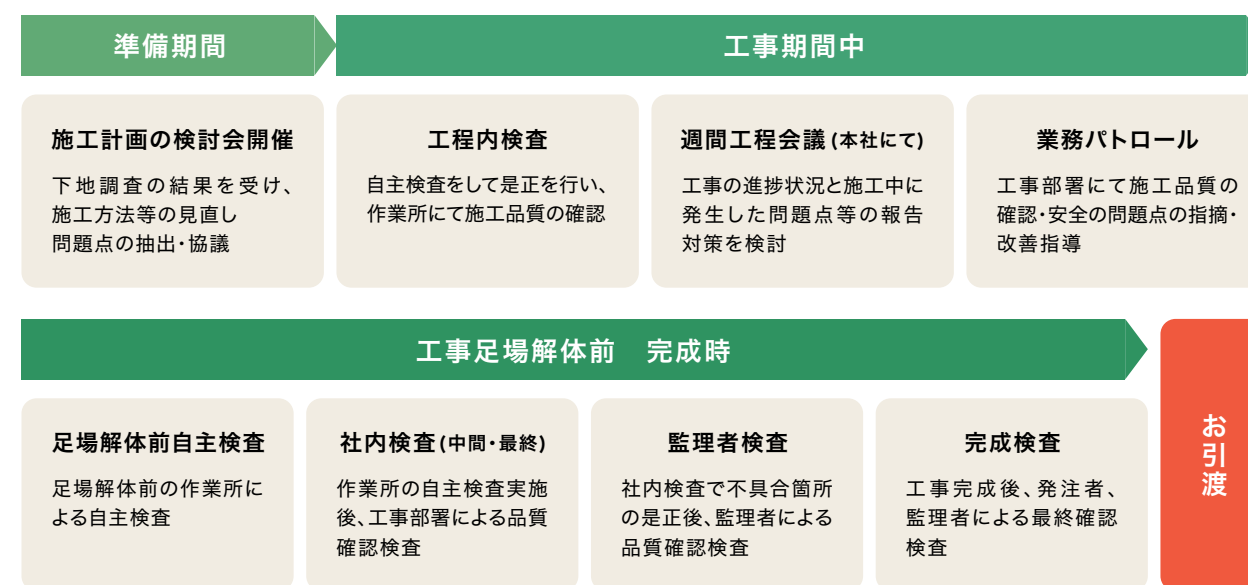 準備期間
工事期間中
施工計画の検討会開催
下地調査の結果を受け、
施工方法等の見直し
問題点の抽出・協議
工程内検査
自主検査をして是正を行い、
作業所にて施工品質の確認
週間工程会議(本社にて)
工事の進捗状況と施工中に
発生した問題点等の報告
対策を検討
業務パトロール
工事部署にて施工品質の
確認・安全の問題点の指摘・
改善指導
工事足場解体前　完成時
足場解体前自主検査
足場解体前の作業所に
よる自主検査
社内検査(中間・最終)
作業所の自主検査実施
後、工事部署による品質
確認検査
監理者検査
社内検査で不具合箇所
の是正後、監理者による
品質確認検査
完成検査
工事完成後、発注者、
監理者による最終確認
検査
お引渡